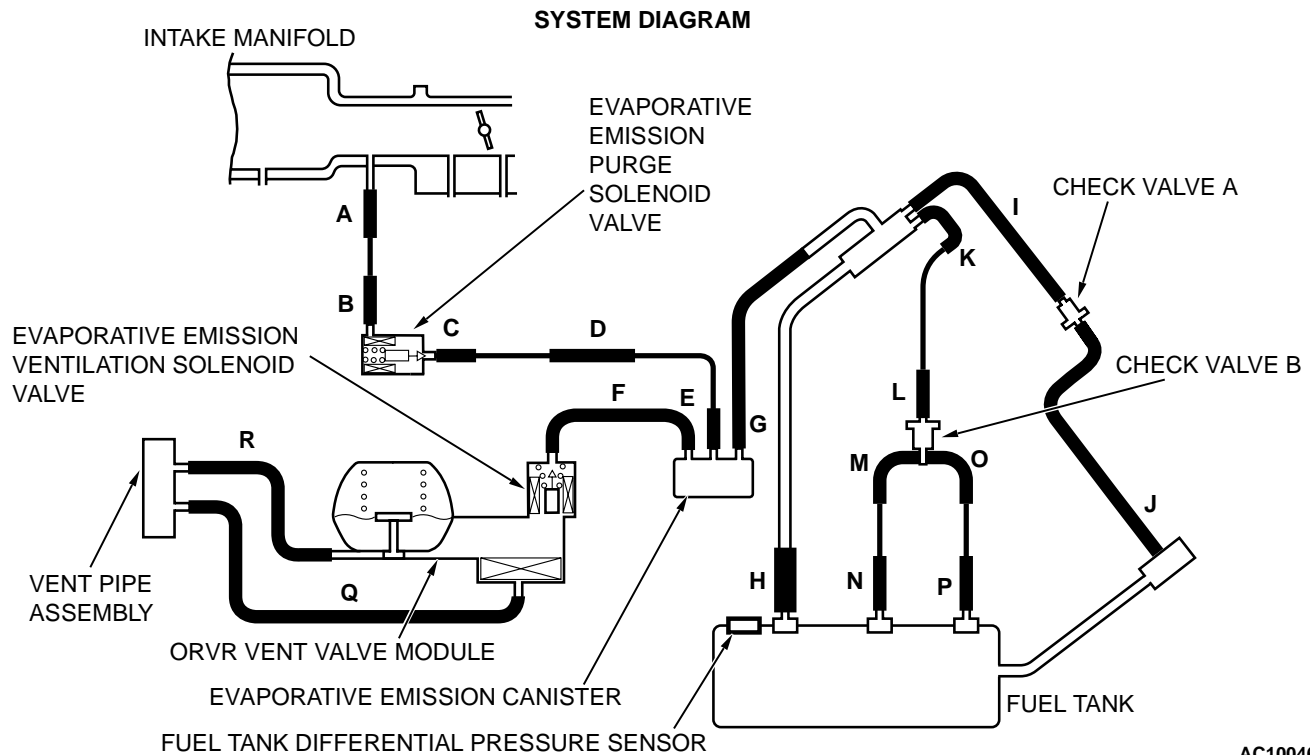 SYSTEM DIAGRAM
INTAKE MANIFOLD
EVAPORATIVE
EMISSION
PURGE
SOLENOID
VALVE
CHECK VALVE A
I
A
K
B
EVAPORATIVE EMISSION
VENTILATION SOLENOID
VALVE
C
D
CHECK VALVE B
F
E
L
G
R
M
O
J
VENT PIPE
ASSEMBLY
Q
H
N
P
ORVR VENT VALVE MODULE
EVAPORATIVE EMISSION CANISTER
FUEL TANK
FUEL TANK DIFFERENTIAL PRESSURE SENSOR